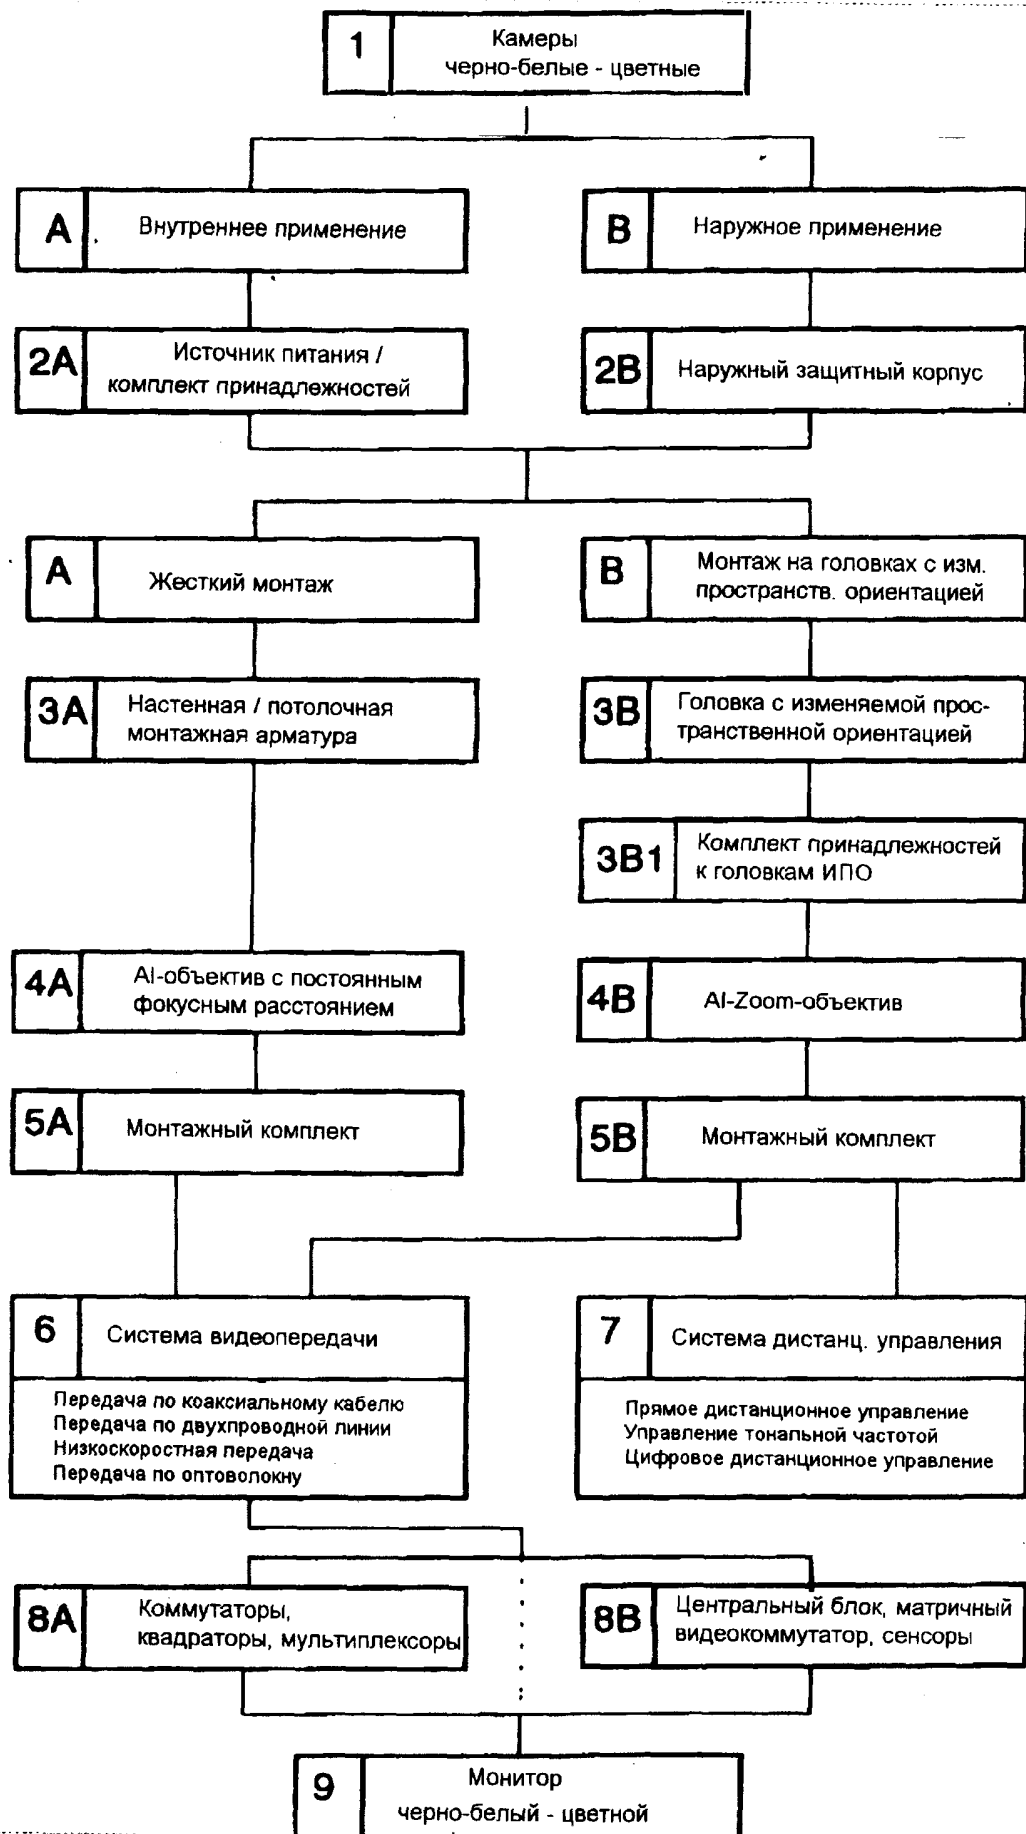 1
Камеры
черно-белые - цветные
A
Внутреннее применение
B
Наружное применение
2A
Источник питания /
комплект принадлежностей
2B
Наружный защитный корпус
A
Жесткий монтаж
B
Монтаж на головках с изм.
пространств. ориентацией
3A
Настенная / потолочная
монтажная арматура
3B
Головка с изменяемой прос-
транственной ориентацией
3B1
Комплект принадлежностей
к головкам ИПО
4A
AI-объектив с постоянным
фокусным расстоянием
4B
AI-Zoom-объектив
5A
Монтажный комплект
5B
Монтажный комплект
6
Система видеопередачи
Передача по коаксиальному кабелю
Передача по двухпроводной линии
Низкоскоростная передача
Передача по оптоволокну
7
Система дистанц. управления
Прямое дистанционное управление
Управление тональной частотой
Цифровое дистанционное управление
8A
Коммутаторы,
квадраторы, мультиплексоры
8B
Центральный блок, матричный
видеокоммутатор, сенсоры
9
Монитор
черно-белый - цветной